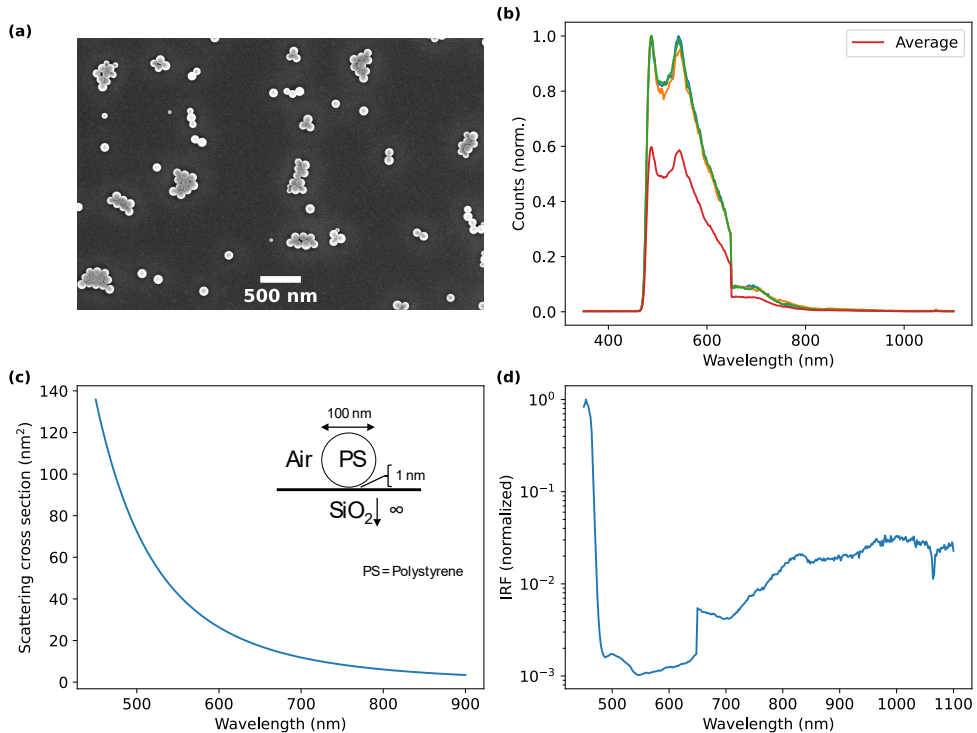 (a)
500 nm
(b)
Counts (norm.)
1.0
0.8
0.6
0.4
0.2
0.0
Average
400 600 800 1000
Wavelength (nm)
(c)
Scattering cross section (nm²)
140
120
100
80
60
40
20
0
100 nm
Air PS
1 nm
SiO₂ ∞
PS = Polystyrene
500 600 700 800 900
Wavelength (nm)
(d)
IRF (normalized)
10⁰
10⁻¹
10⁻²
10⁻³
500 600 700 800 900 1000 1100
Wavelength (nm)